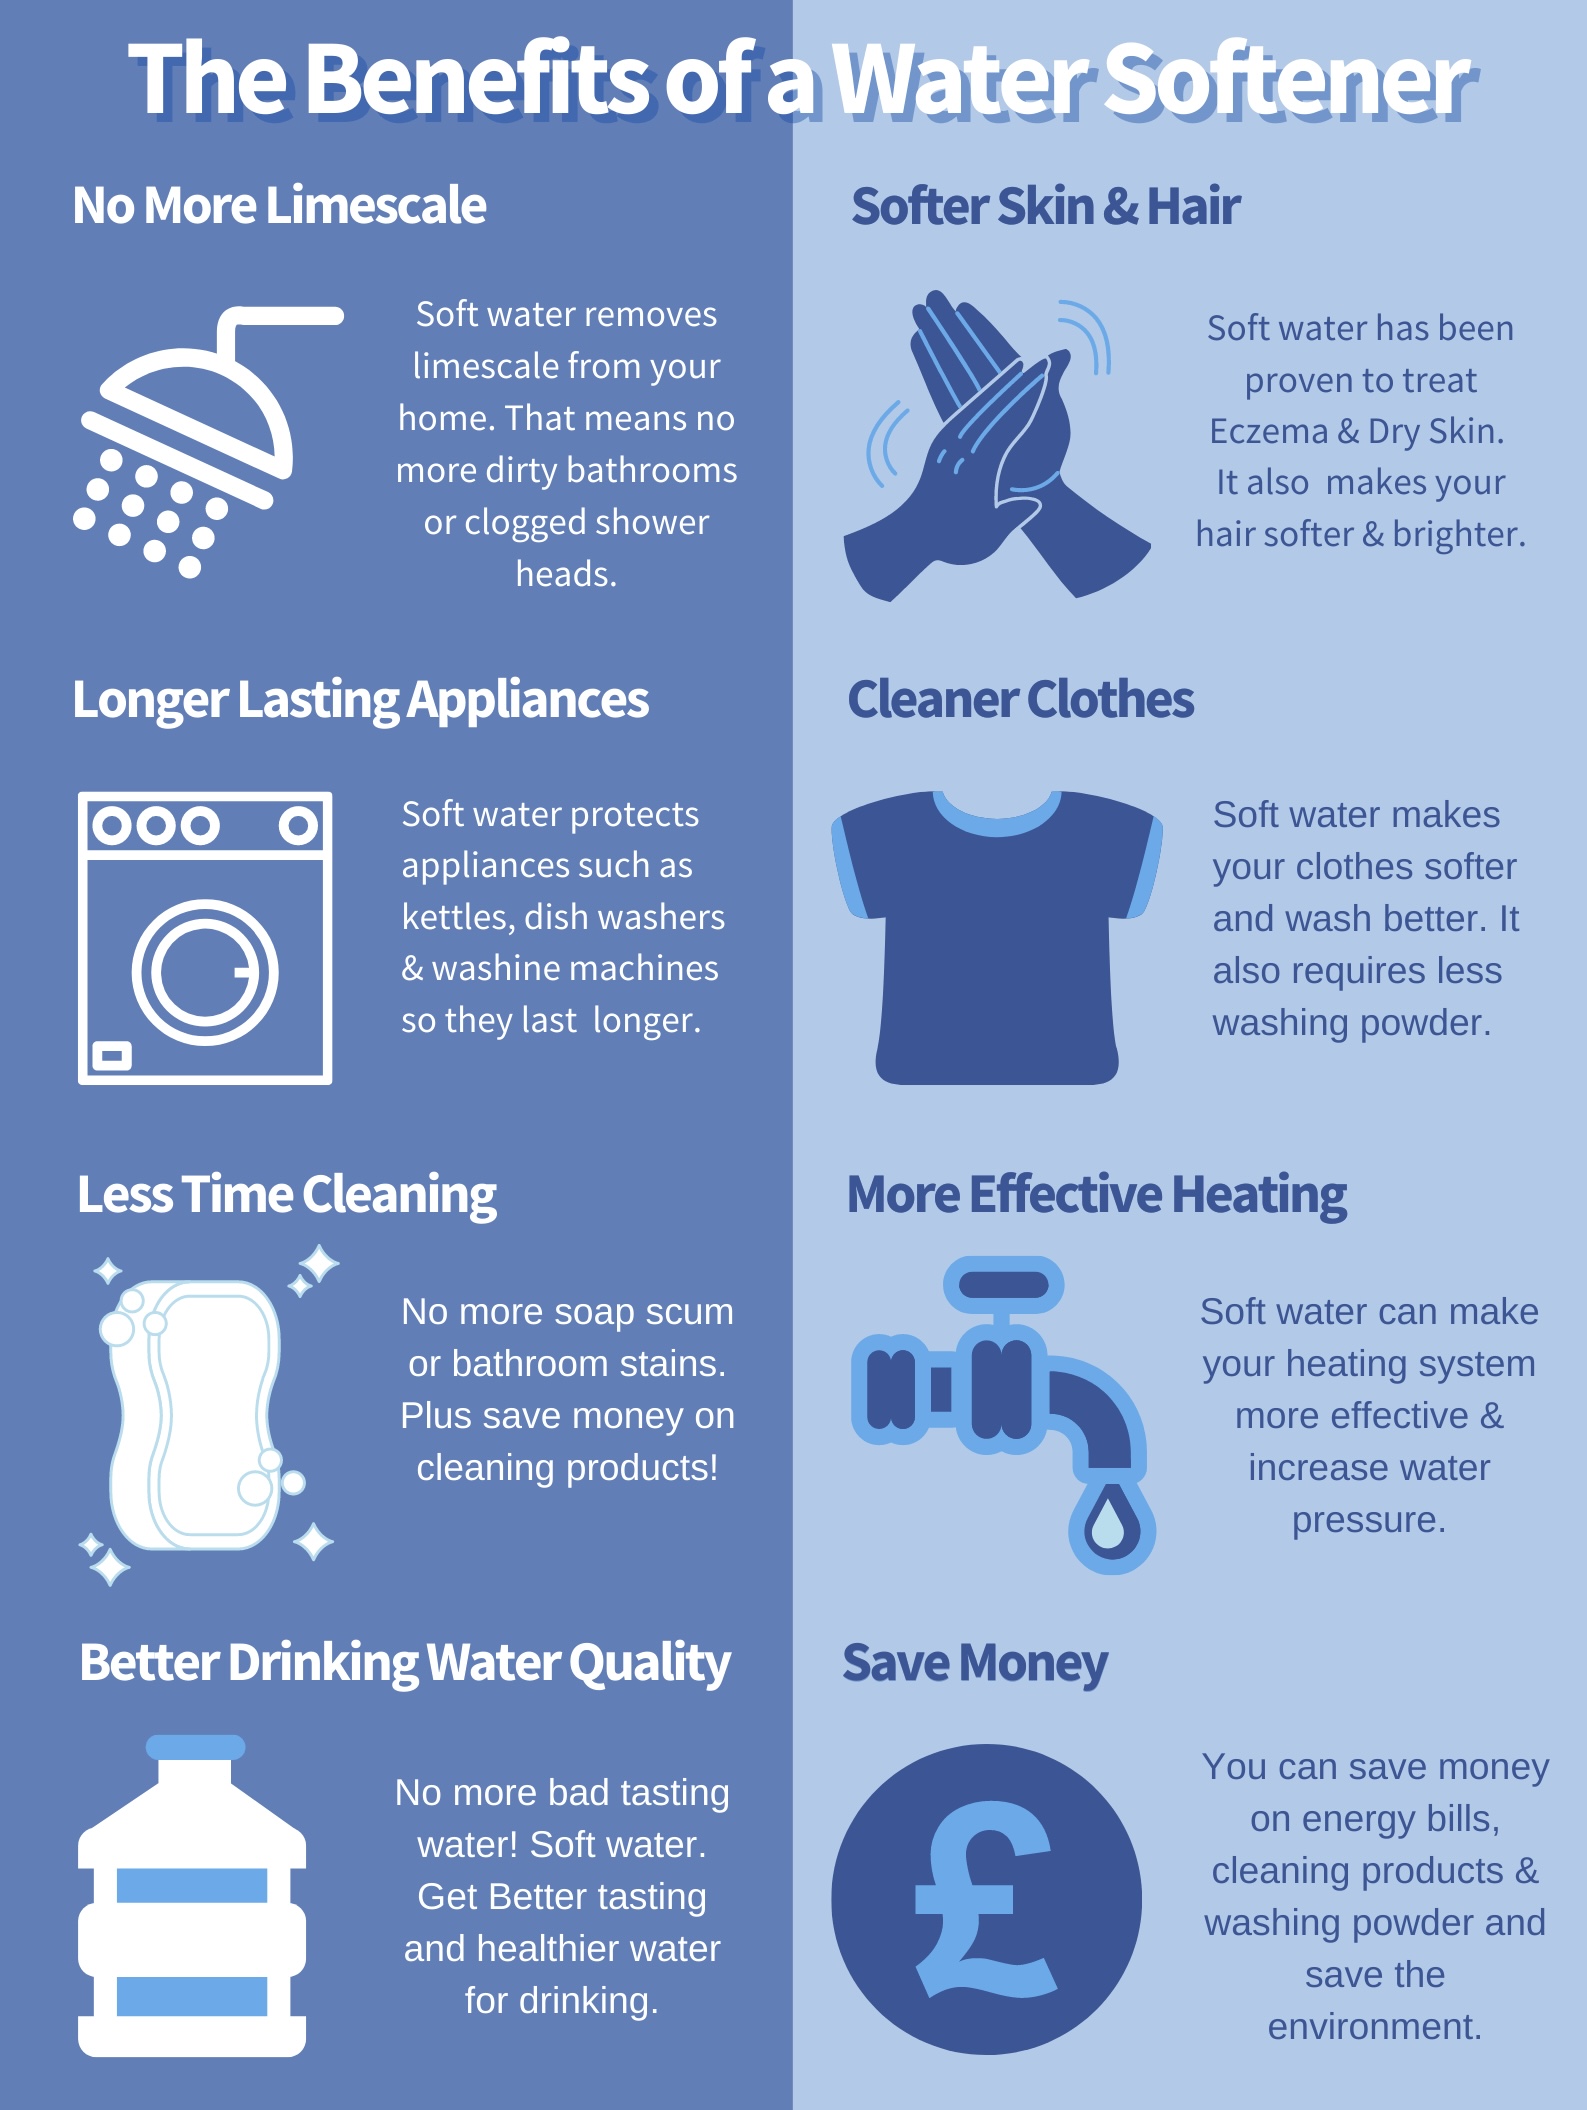 The Benefits of a Water Softener
No More Limescale
Soft water removes
limescale from your
home. That means no
more dirty bathrooms
or clogged shower
heads.
Softer Skin & Hair
Soft water has been
proven to treat
Eczema & Dry Skin.
It also  makes your
hair softer & brighter.
Longer Lasting Appliances
Soft water protects
appliances such as
kettles, dish washers
& washine machines
so they last  longer.
Cleaner Clothes
Soft water makes
your clothes softer
and wash better. It
also requires less
washing powder.
Less Time Cleaning
No more soap scum
or bathroom stains.
Plus save money on
cleaning products!
More Effective Heating
Soft water can make
your heating system
more effective &
increase water
pressure.
Better Drinking Water Quality
No more bad tasting
water! Soft water.
Get Better tasting
and healthier water
for drinking.
Save Money
£
You can save money
on energy bills,
cleaning products &
washing powder and
save the
environment.